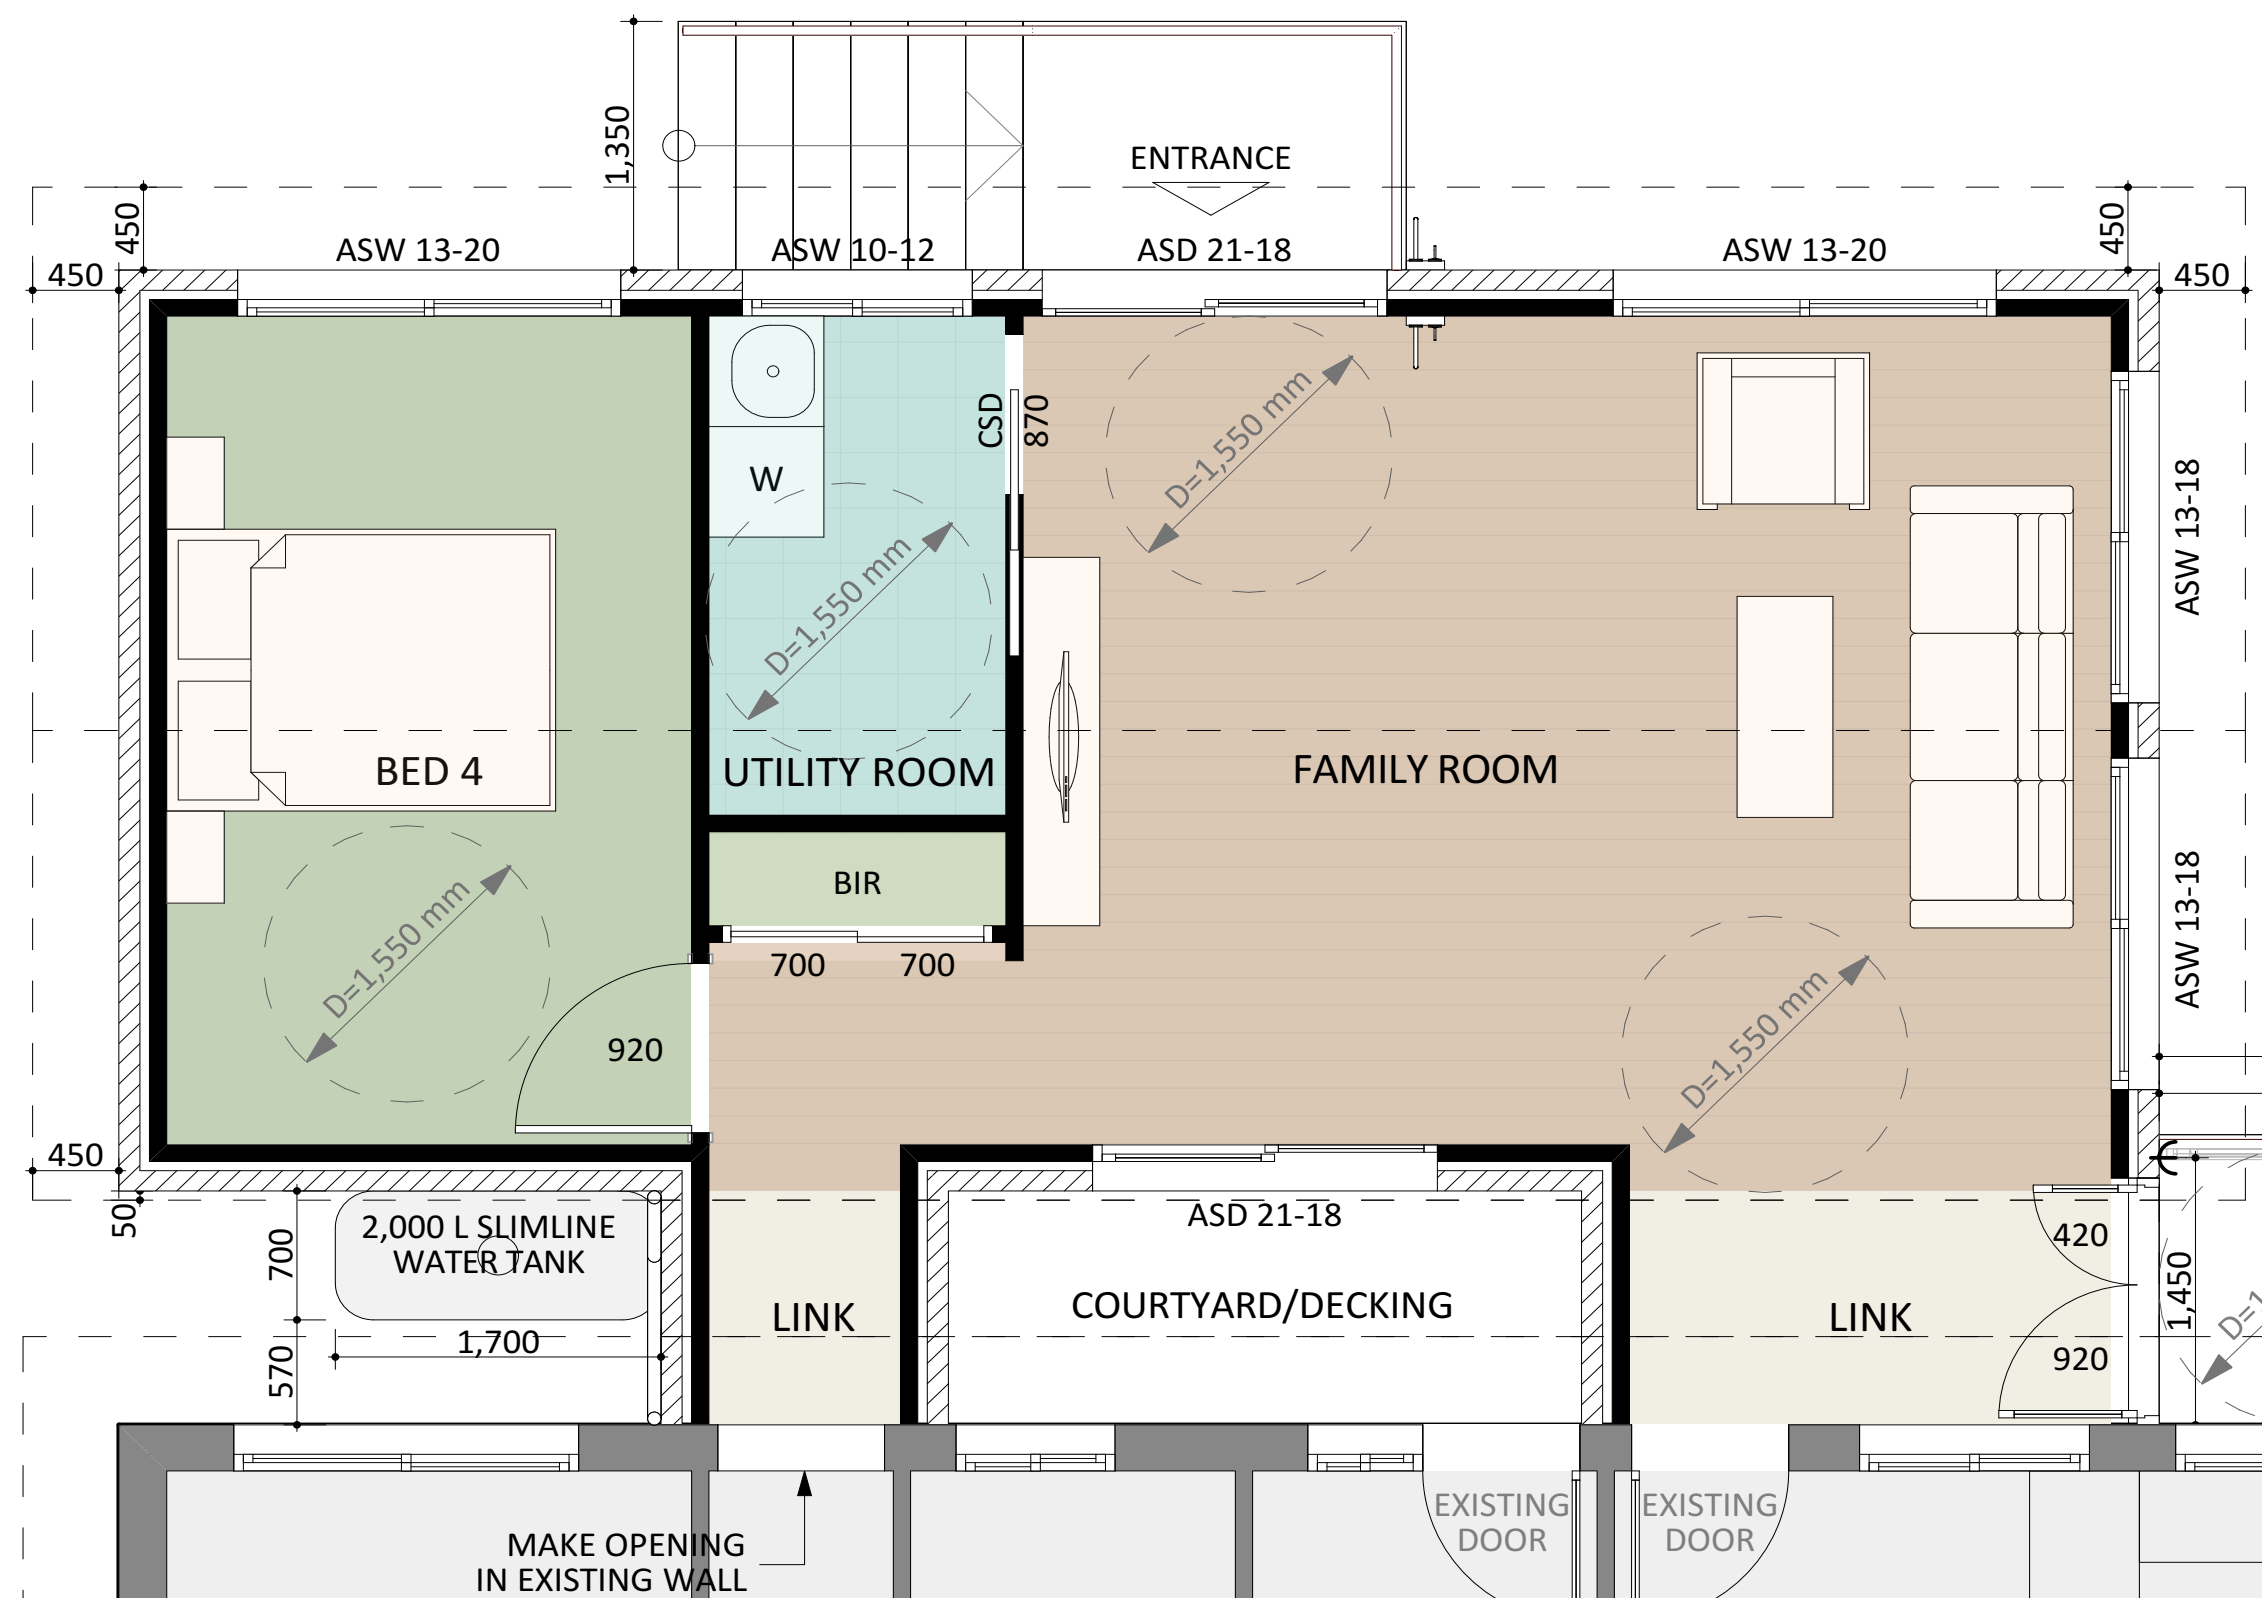 1,350
ENTRANCE
450
450
ASW 13-20
ASW 10-12
ASD 21-18
ASW 13-20
450
450
CSD
870
D=1,550 mm
W
ASW 13-18
D=1,550 mm
BED 4
UTILITY ROOM
FAMILY ROOM
BIR
ASW 13-18
D=1,550 mm
700
700
D=1,550 mm
920
450
50
2,000 L SLIMLINE
WATER TANK
700
ASD 21-18
420
1,450
LINK
COURTYARD/DECKING
LINK
1,700
570
920
EXISTING
DOOR
EXISTING
DOOR
MAKE OPENING
IN EXISTING WALL